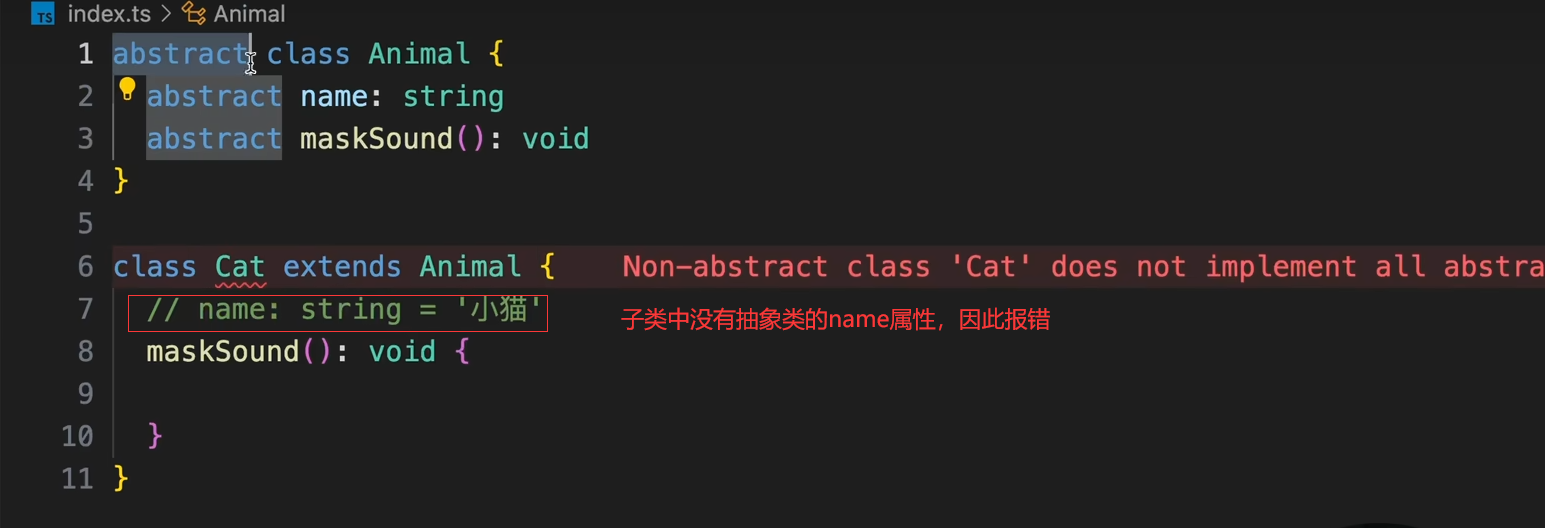 TS index.ts > Animal
1 abstract class Animal {
2 abstract name: string
3 abstract maskSound(): void
4 }
5
6 class Cat extends Animal { Non-abstract class 'Cat' does not implement all abstra
7 // name: string = '小猫' 子类中没有抽象类的name属性，因此报错
8 maskSound(): void {
9
10 }
11 }